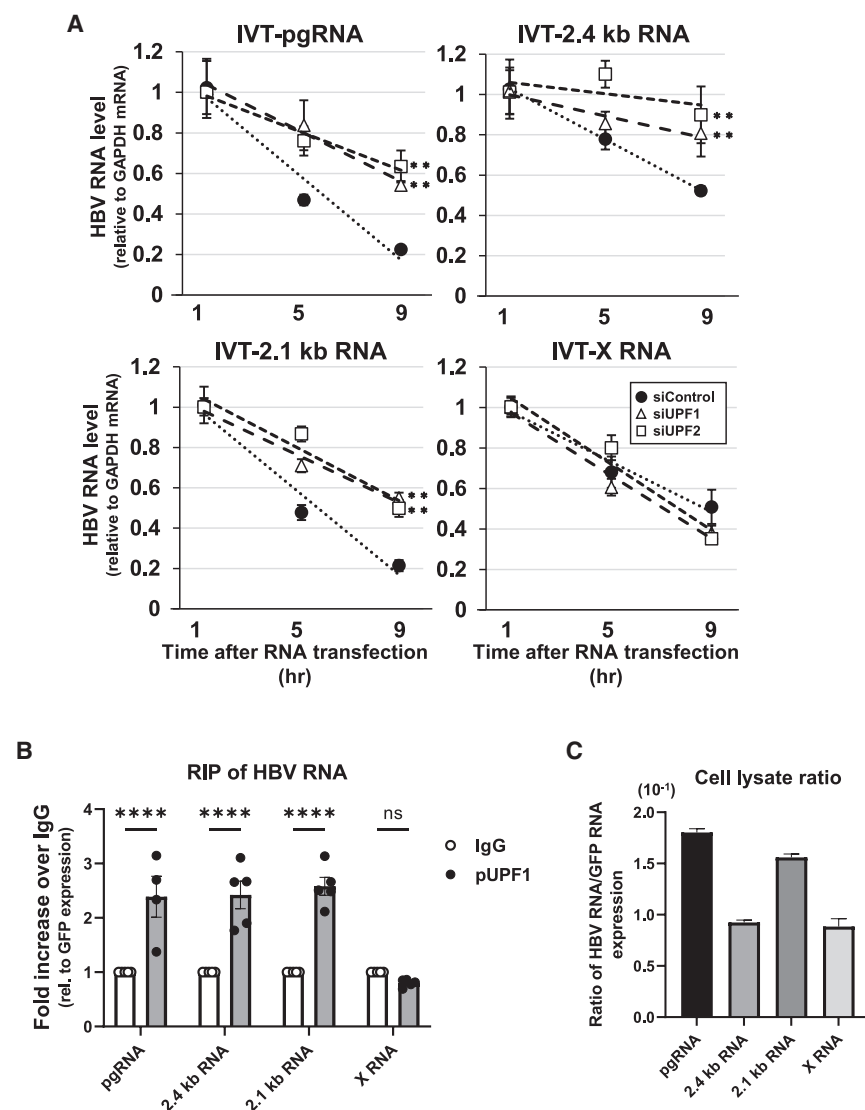 A
IVT-pgRNA
HBV RNA level
(relative to GAPDH mRNA)
1.2
1
0.8
0.6
0.4
0.2
0
**
**
1
5
9
IVT-2.4 kb RNA
1.2
1
0.8
0.6
0.4
0.2
0
**
**
1
5
9
IVT-2.1 kb RNA
HBV RNA level
(relative to GAPDH mRNA)
1.2
1
0.8
0.6
0.4
0.2
0
**
**
1
5
9
Time after RNA transfection
(hr)
IVT-X RNA
1.2
1
0.8
0.6
0.4
0.2
0
siControl
siUPF1
siUPF2
1
5
9
Time after RNA transfection
(hr)
B
RIP of HBV RNA
Fold increase over IgG
(rel. to GFP expression)
4
3
2
1
0
****
****
****
ns
IgG
pUPF1
pgRNA
2.4 kb RNA
2.1 kb RNA
X RNA
C
Cell lysate ratio
(10-1)
Ratio of HBV RNA/GFP RNA
expression
2.0
1.5
1.0
0.5
0.0
pgRNA
2.4 kb RNA
2.1 kb RNA
X RNA